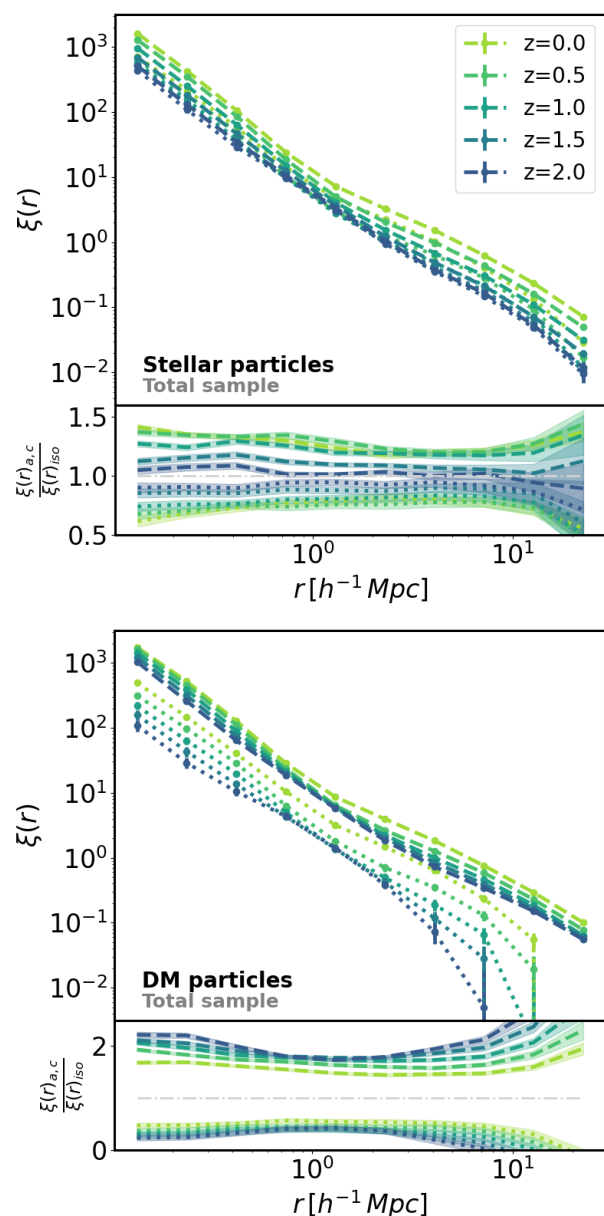 10³
10²
10¹
10⁰
10⁻¹
10⁻²
ξ(r)
z=0.0
z=0.5
z=1.0
z=1.5
z=2.0
Stellar particles
Total sample
1.5
1.0
0.5
ξ(r)a,c / ξ(r)iso
10⁰ 10¹
r [h⁻¹ Mpc]
10³
10²
10¹
10⁰
10⁻¹
10⁻²
ξ(r)
DM particles
Total sample
2
0
ξ(r)a,c / ξ(r)iso
10⁰ 10¹
r [h⁻¹ Mpc]